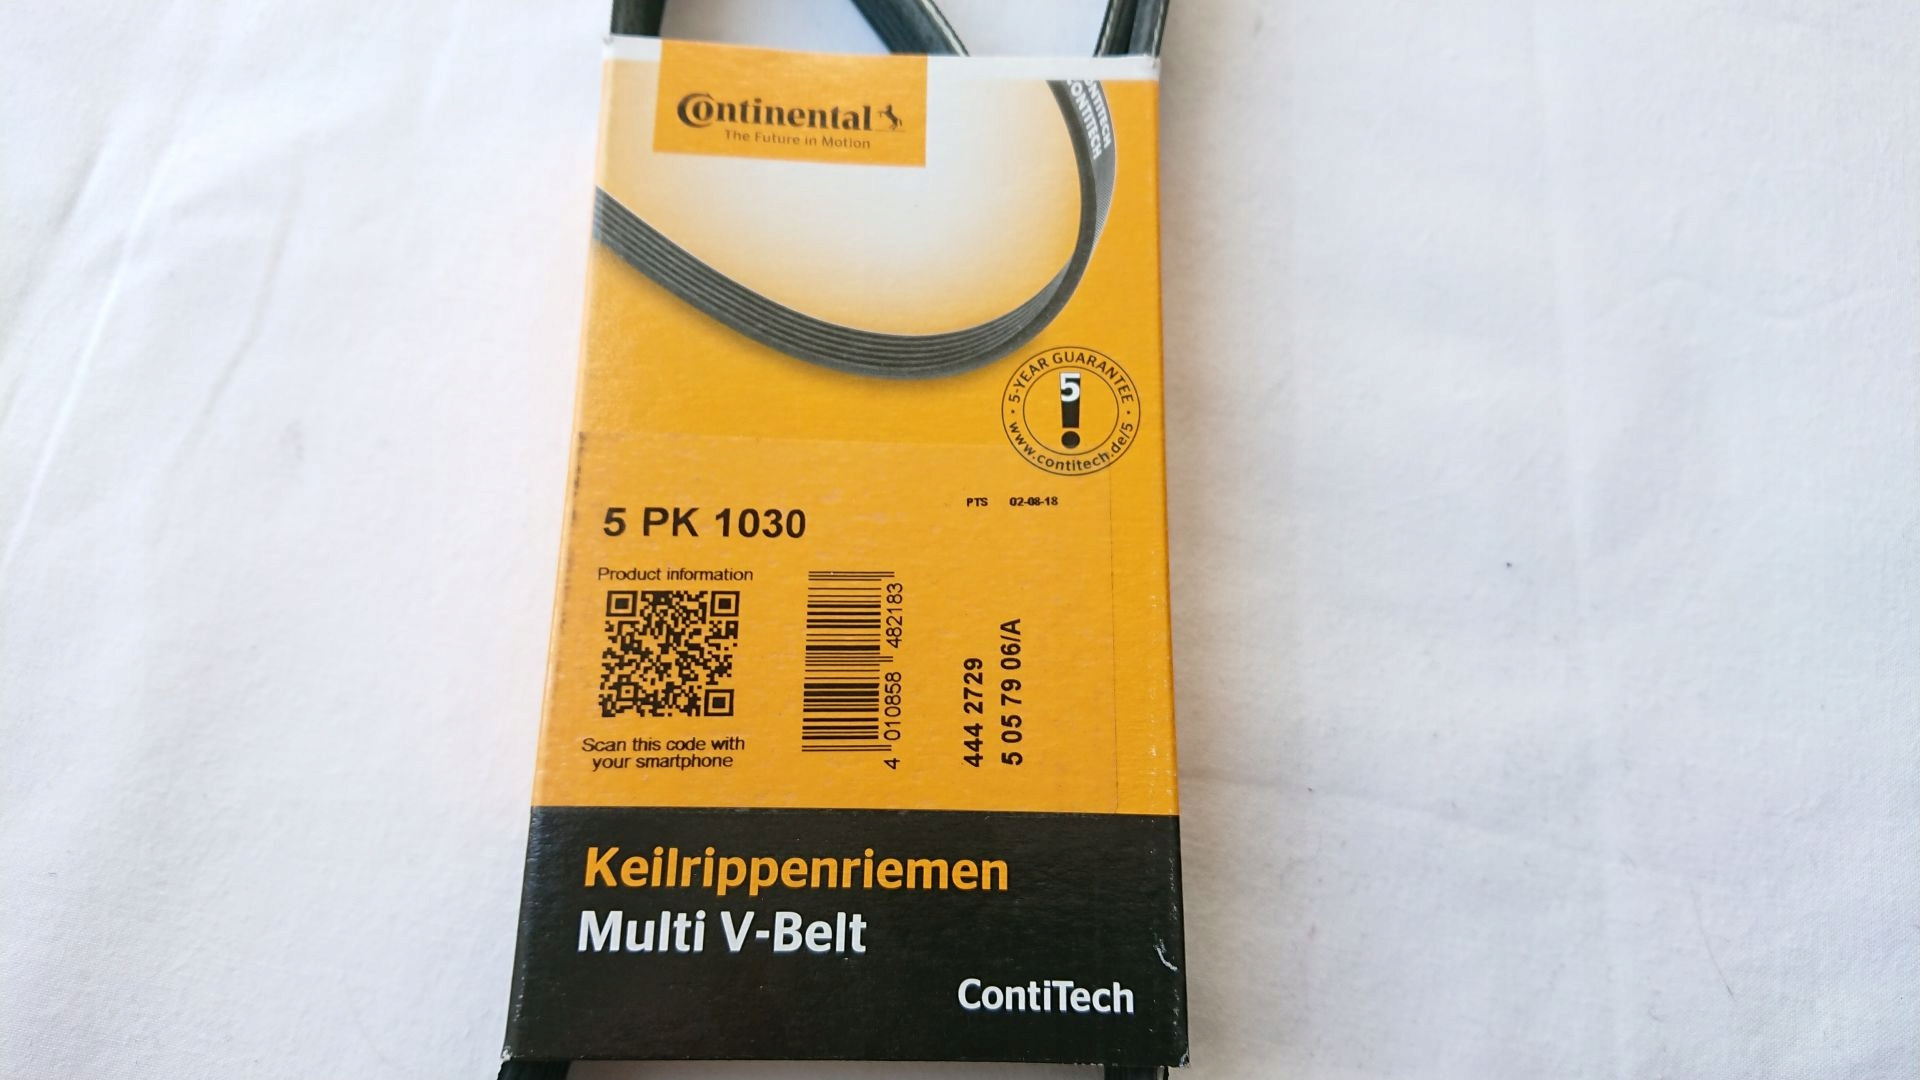 Continental
The Future in Motion
CONTITECH
CONTITECH
5-YEAR GUARANTEE
5
www.contitech.de/5
PTS 02-08-18
5 PK 1030
Product information
Scan this code with
your smartphone
4 010858 482183
444 2729
5 05 79 06/A
Keilrippenriemen
Multi V-Belt
ContiTech